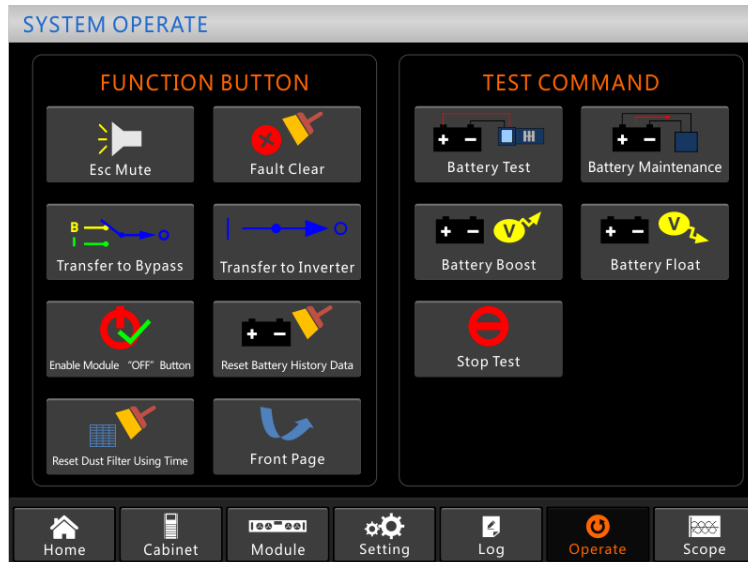 SYSTEM OPERATE
FUNCTION BUTTON
Esc Mute
Fault Clear
B
I
O
Transfer to Bypass
I
O
Transfer to Inverter
Enable Module "OFF" Button
Reset Battery History Data
Reset Dust Filter Using Time
Front Page
TEST COMMAND
Battery Test
Battery Maintenance
V
Battery Boost
V
Battery Float
Stop Test
Home
Cabinet
Module
Setting
Log
Operate
Scope